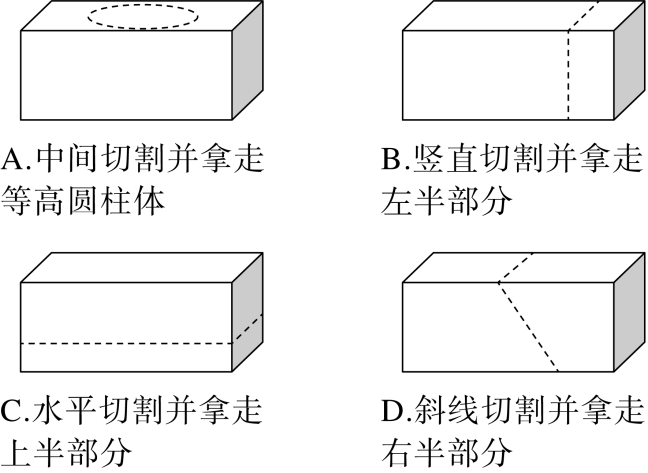 A.中间切割并拿走
等高圆柱体
B.竖直切割并拿走
左半部分
C.水平切割并拿走
上半部分
D.斜线切割并拿走
右半部分